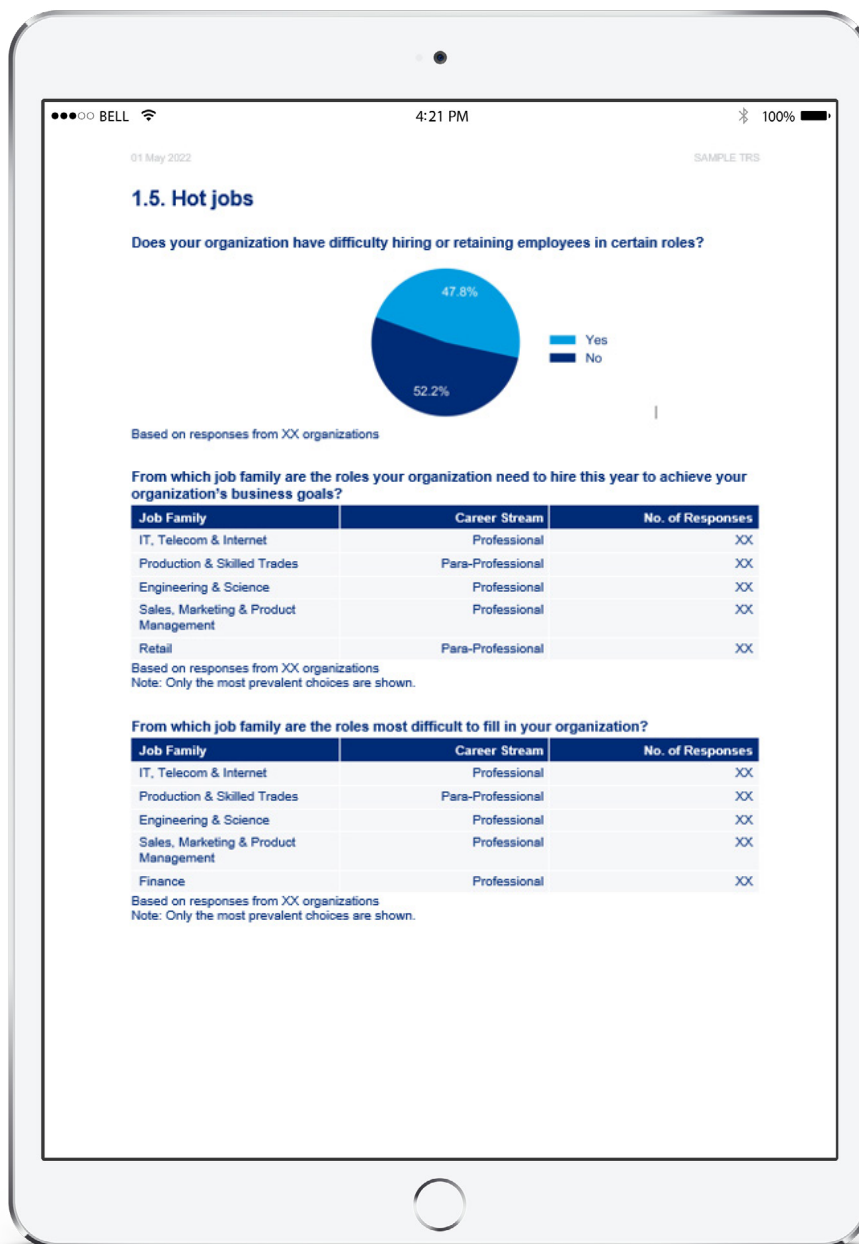 BELL 4:21 PM 100%
01 May 2022 SAMPLE TRS
1.5. Hot jobs
Does your organization have difficulty hiring or retaining employees in certain roles?
47.8%
Yes
No
52.2%
Based on responses from XX organizations
From which job family are the roles your organization need to hire this year to achieve your
organization's business goals?
Job Family Career Stream No. of Responses
IT, Telecom & Internet Professional XX
Production & Skilled Trades Para-Professional XX
Engineering & Science Professional XX
Sales, Marketing & Product Professional XX
Management
Retail Para-Professional XX
Based on responses from XX organizations
Note: Only the most prevalent choices are shown.
From which job family are the roles most difficult to fill in your organization?
Job Family Career Stream No. of Responses
IT, Telecom & Internet Professional XX
Production & Skilled Trades Para-Professional XX
Engineering & Science Professional XX
Sales, Marketing & Product Professional XX
Management
Finance Professional XX
Based on responses from XX organizations
Note: Only the most prevalent choices are shown.